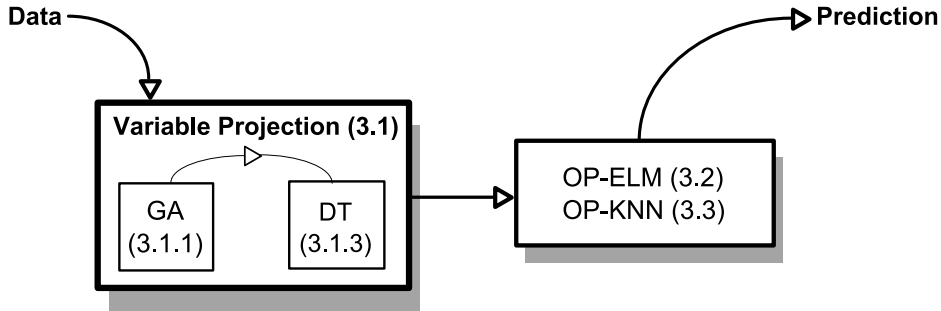 Data
Prediction
Variable Projection (3.1)
GA
(3.1.1)
DT
(3.1.3)
OP-ELM (3.2)
OP-KNN (3.3)